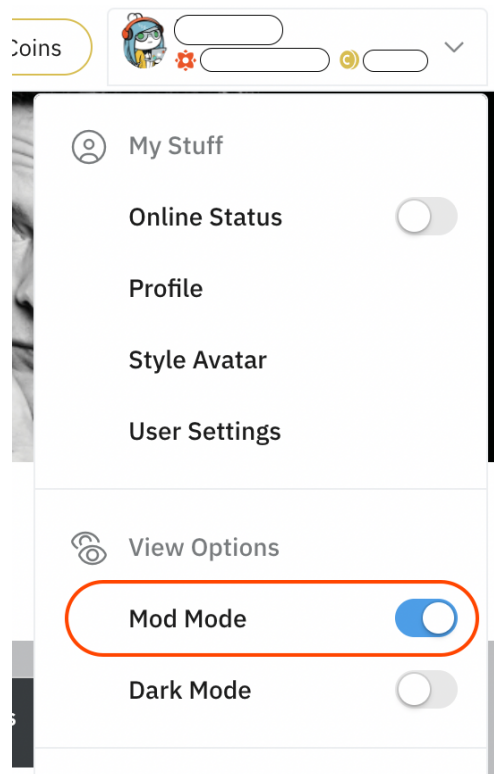 Coins
My Stuff
Online Status
Profile
Style Avatar
User Settings
View Options
Mod Mode
Dark Mode